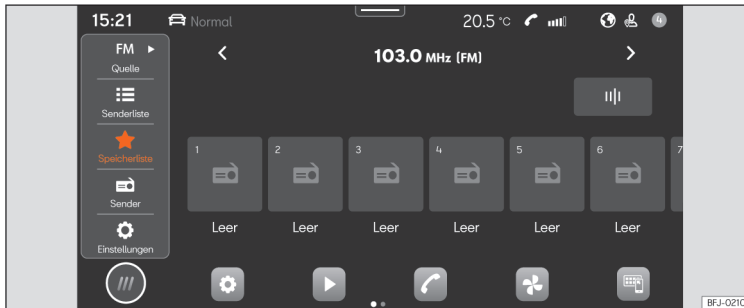 15:21 Normal 20.5 °C 4
FM
Quelle
103.0 MHz (FM)
Senderliste
Speicherliste
1 2 3 4 5 6 7
Leer Leer Leer Leer Leer Leer
Sender
Einstellungen
BFJ-0210